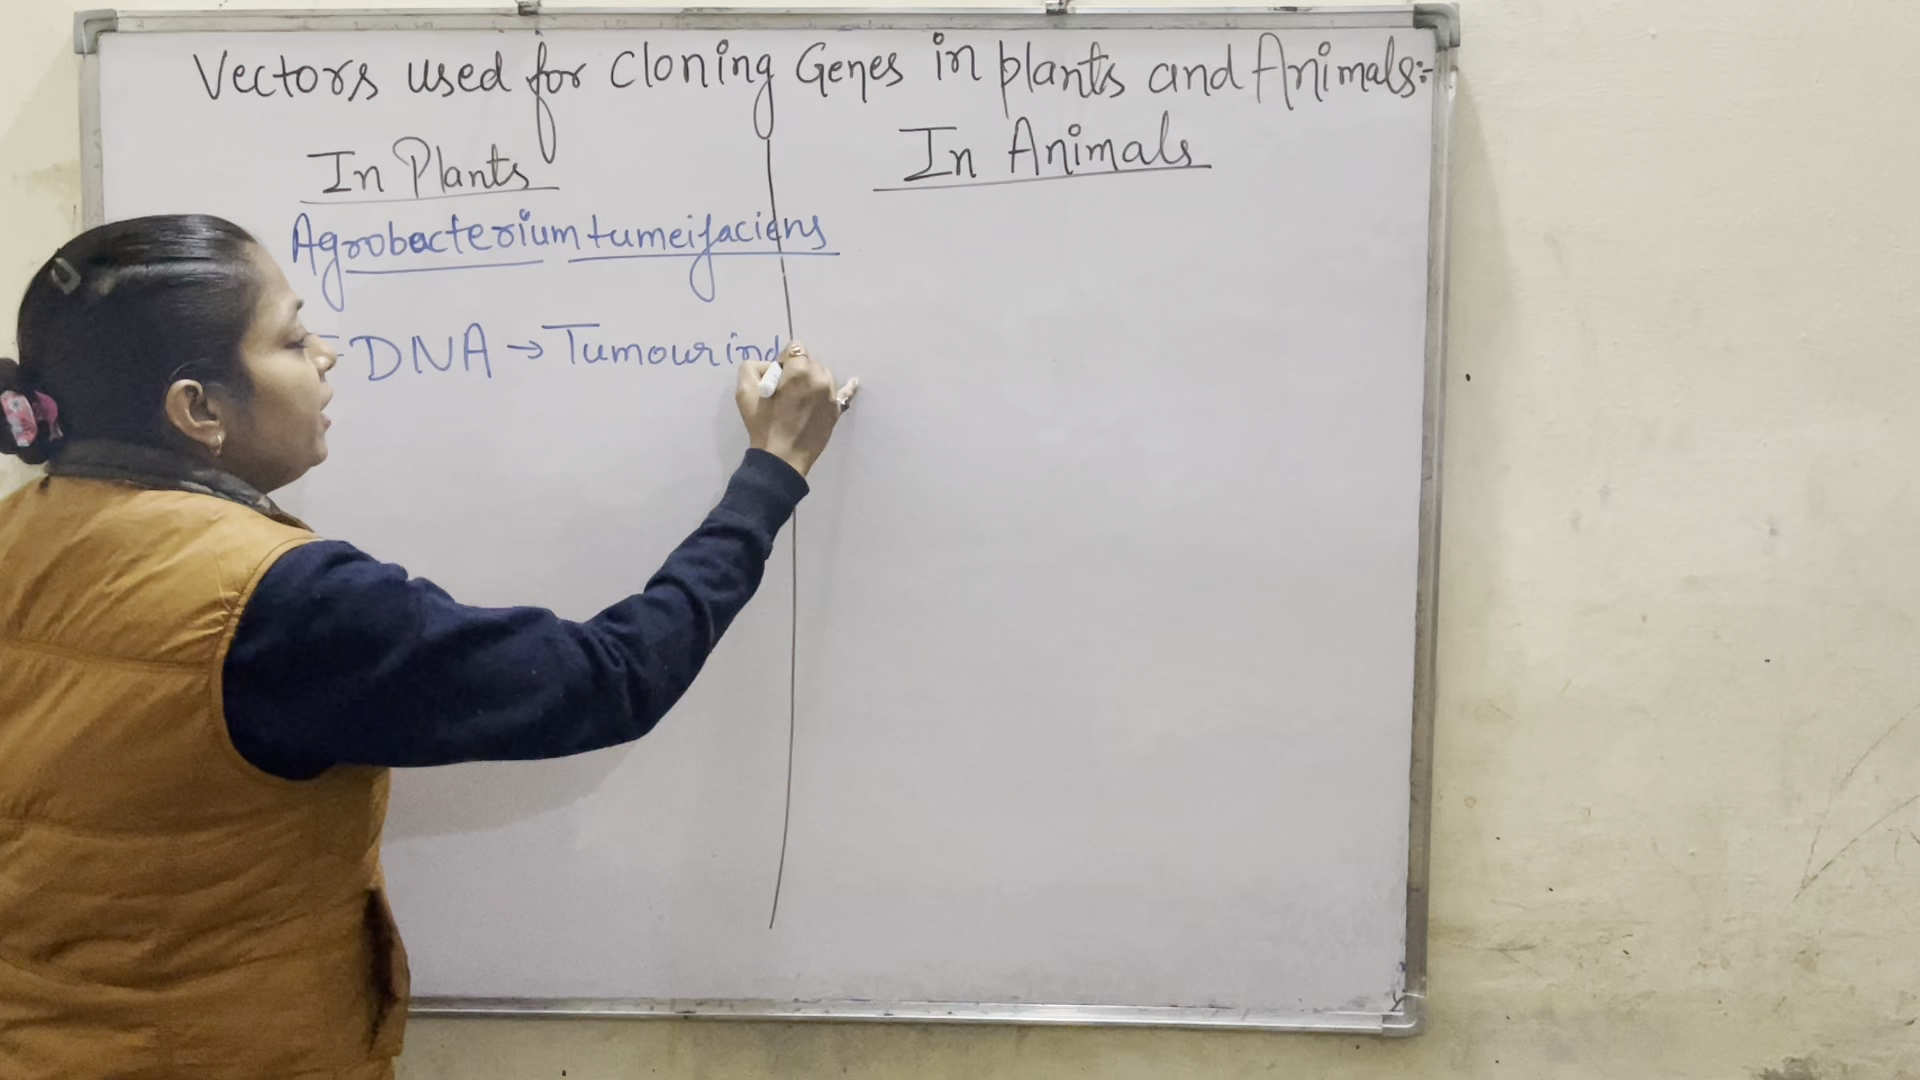 Vectors used for Cloning Genes in plants and Animals:-
In Plants
In Animals
Agrobacterium tumeifaciens
DNA → Tumour ind